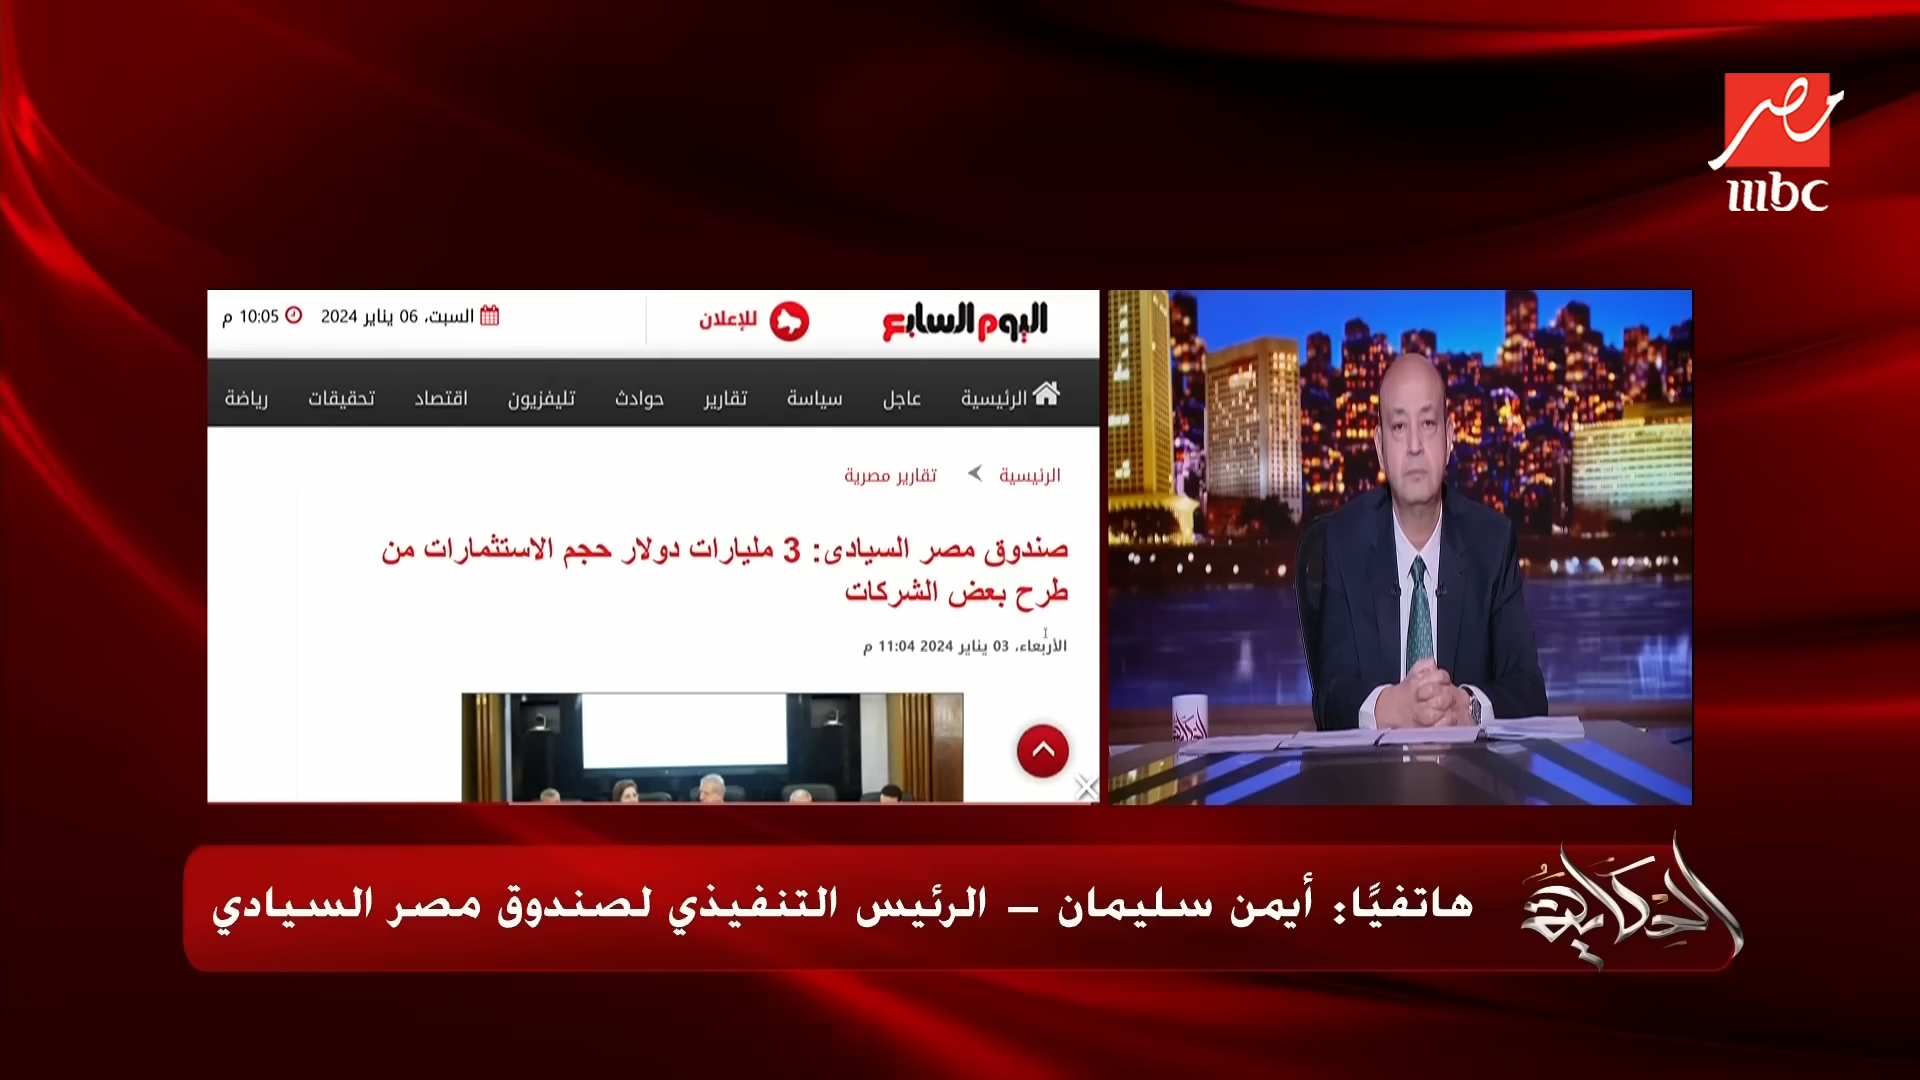 مصر
mbc
اليوم السابع
للإعلان
السبت، 06 يناير 2024
10:05 م
الرئيسية عاجل سياسة تقارير حوادث تليفزيون اقتصاد تحقيقات رياضة
الرئيسية تقارير مصرية
صندوق مصر السيادى: 3 مليارات دولار حجم الاستثمارات من
طرح بعض الشركات
الأربعاء، 03 يناير 2024 11:04 م
الحكاية
الحكاية
هاتفيًا: أيمن سليمان – الرئيس التنفيذي لصندوق مصر السيادي